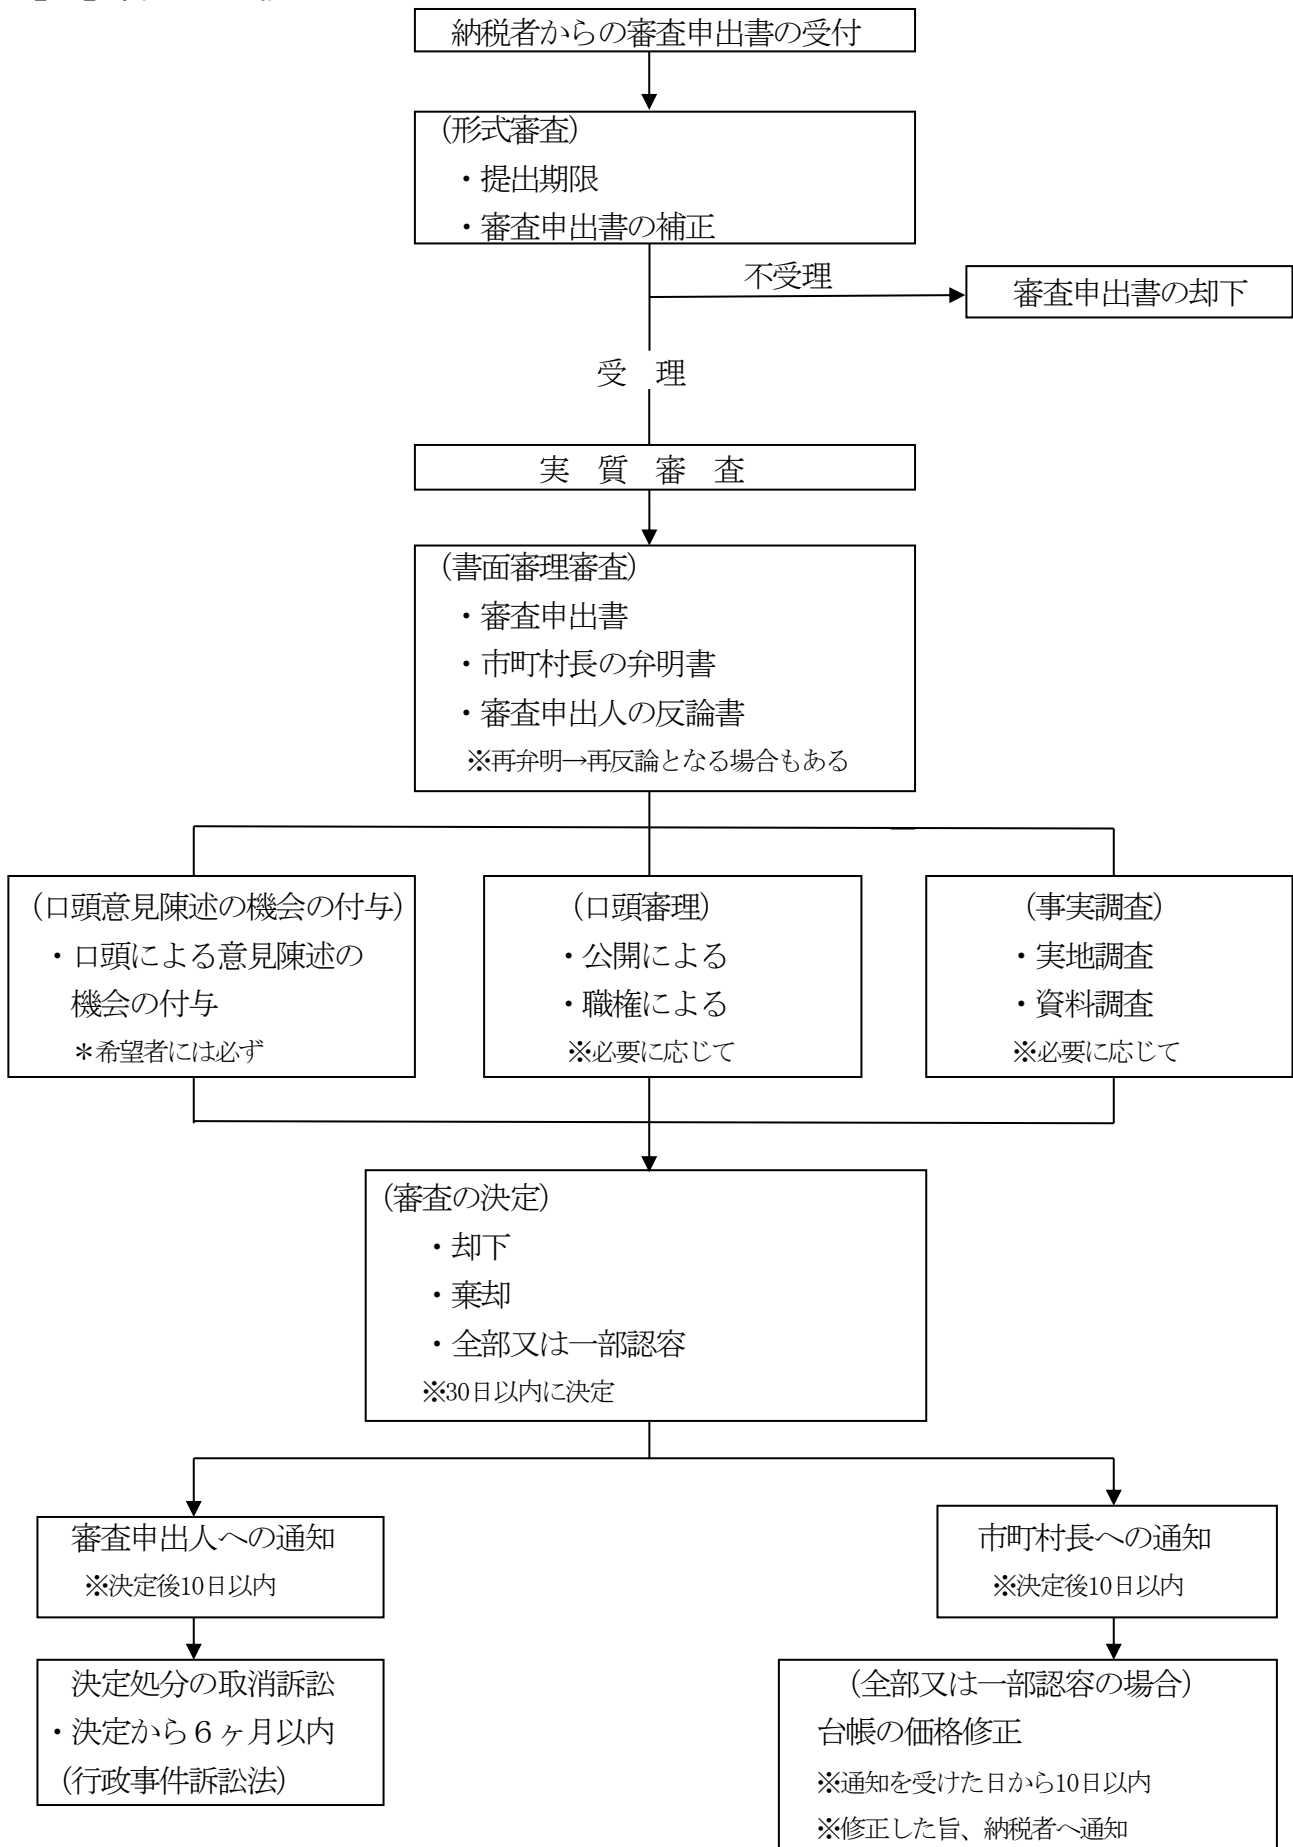 納税者からの審査申出書の受付
（形式審査）
・提出期限
・審査申出書の補正
不受理
審査申出書の却下
受　理
実　質　審　査
（書面審理審査）
・審査申出書
・市町村長の弁明書
・審査申出人の反論書
※再弁明→再反論となる場合もある
（口頭意見陳述の機会の付与）
・口頭による意見陳述の
機会の付与
＊希望者には必ず
（口頭審理）
・公開による
・職権による
※必要に応じて
（事実調査）
・実地調査
・資料調査
※必要に応じて
（審査の決定）
・却下
・棄却
・全部又は一部認容
※30日以内に決定
審査申出人への通知
※決定後10日以内
市町村長への通知
※決定後10日以内
決定処分の取消訴訟
・決定から６ヶ月以内
（行政事件訴訟法）
（全部又は一部認容の場合）
台帳の価格修正
※通知を受けた日から10日以内
※修正した旨、納税者へ通知